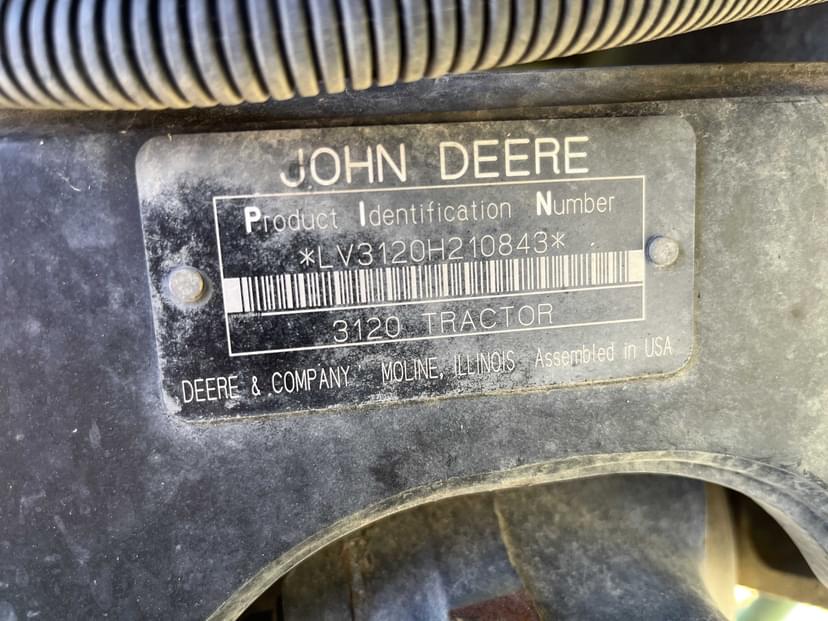 JOHN DEERE
Product Identification Number
*LV3120H210843*
3120 TRACTOR
DEERE & COMPANY MOLINE, ILLINOIS Assembled in USA